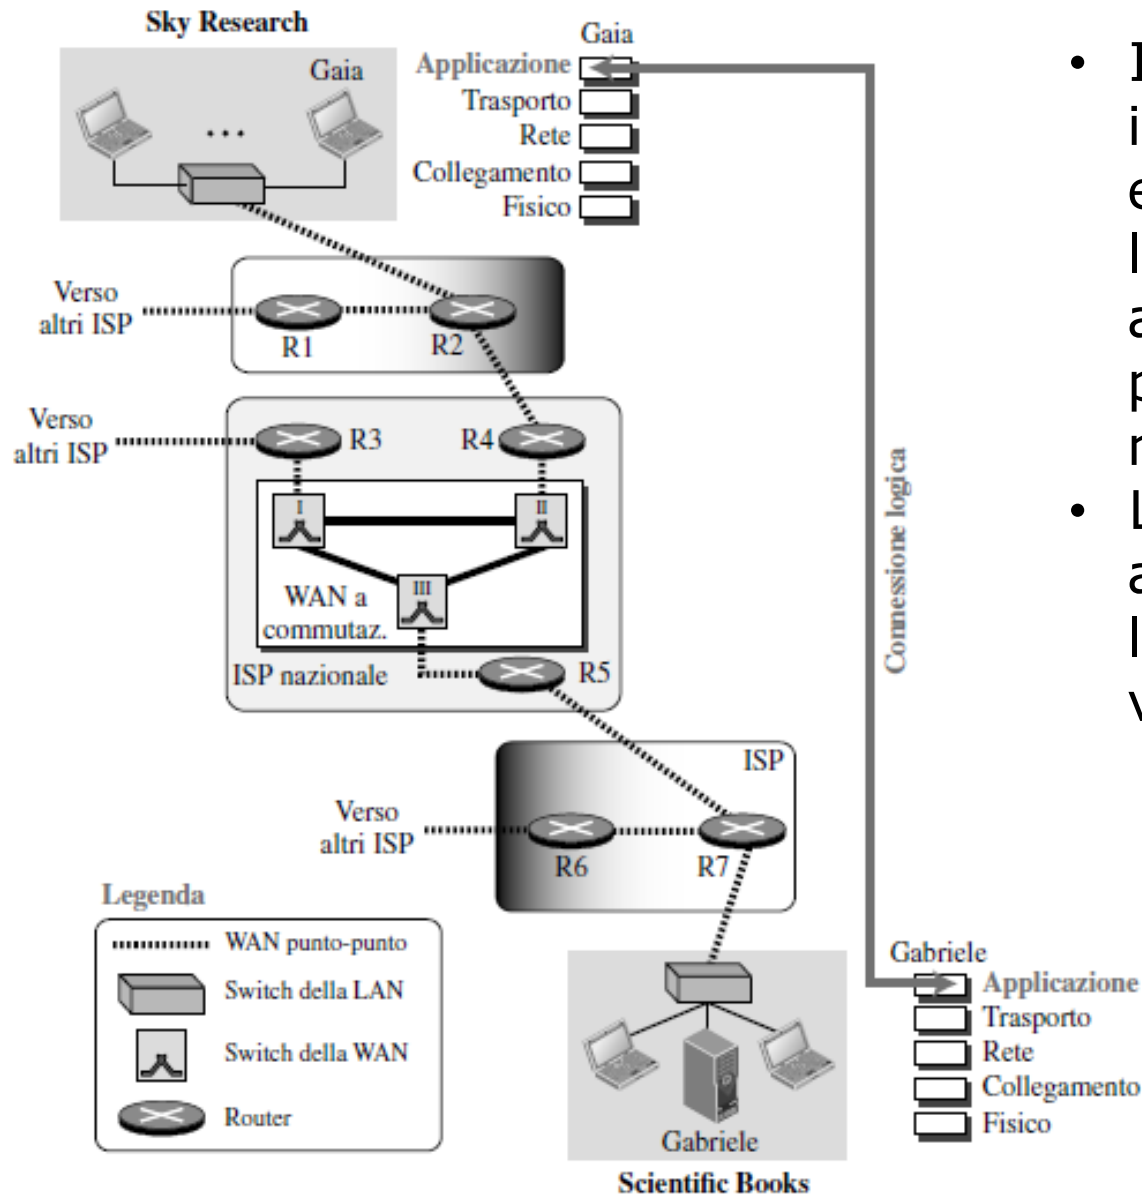 Sky Research
Gaia
Gaia
Applicazione
Trasporto
Rete
Collegamento
Fisico
Verso
altri ISP
R1
R2
Verso
altri ISP
R3
R4
I
II
III
WAN a
commutaz.
ISP nazionale
R5
Connessione logica
ISP
Verso
altri ISP
R6
R7
Legenda
WAN punto-punto
Switch della LAN
Switch della WAN
Router
Gabriele
Scientific Books
Gabriele
Applicazione
Trasporto
Rete
Collegamento
Fisico